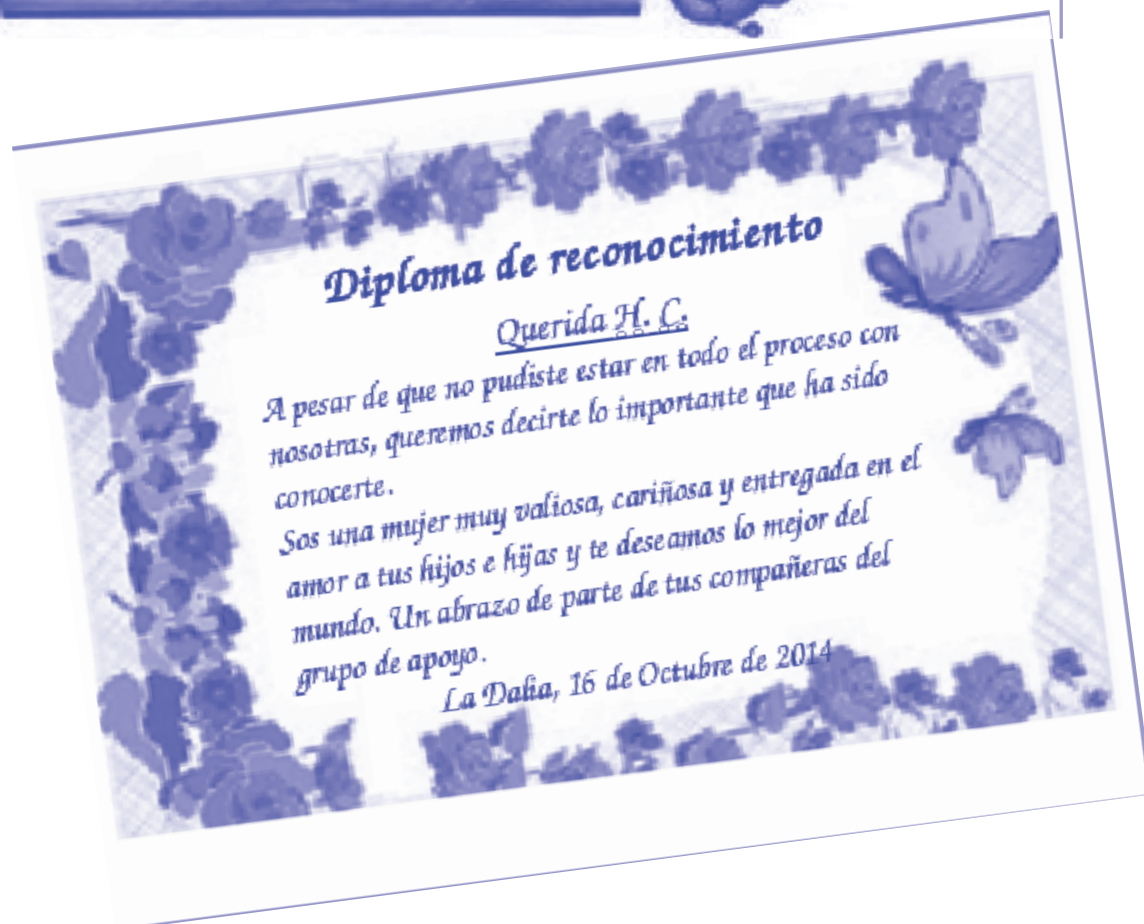 Diploma de reconocimiento
Querida H. C.
A pesar de que no pudiste estar en todo el proceso con
nosotras, queremos decirte lo importante que ha sido
conocerte.
Sos una mujer muy valiosa, cariñosa y entregada en el
amor a tus hijos e hijas y te deseamos lo mejor del
mundo. Un abrazo de parte de tus compañeras del
grupo de apoyo.
La Dalia, 16 de Octubre de 2014